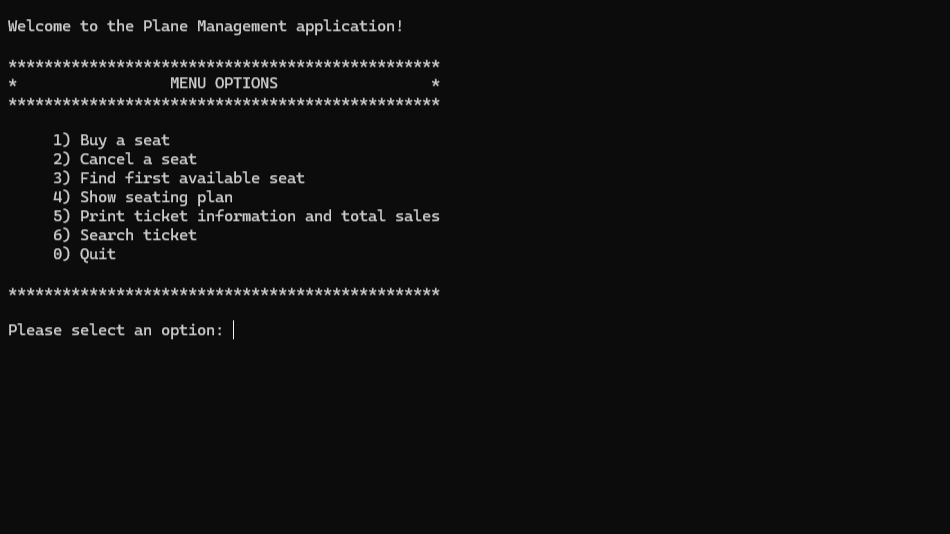 Welcome to the Plane Management application!
************************************************
*                 MENU OPTIONS                 *
************************************************
1) Buy a seat
2) Cancel a seat
3) Find first available seat
4) Show seating plan
5) Print ticket information and total sales
6) Search ticket
0) Quit
************************************************
Please select an option: